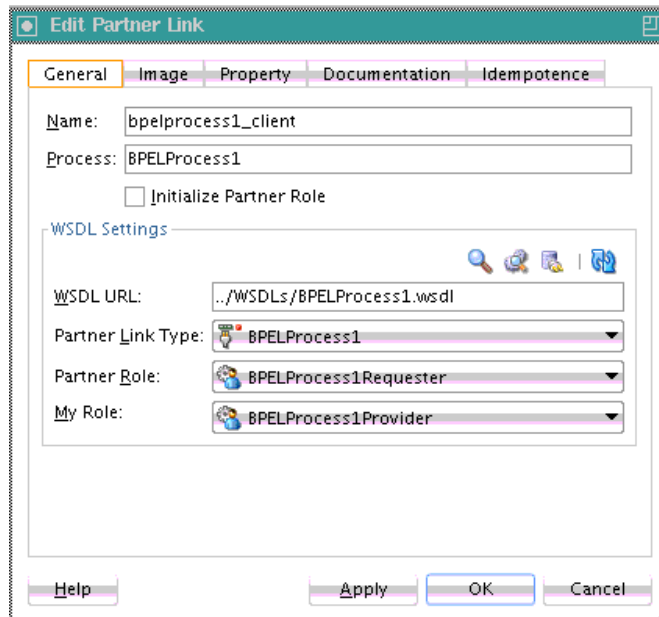 Edit Partner Link
General Image Property Documentation Idempotence
Name: bpelprocess1_client
Process: BPELProcess1
Initialize Partner Role
WSDL Settings
WSDL URL: ../WSDLs/BPELProcess1.wsdl
Partner Link Type: BPELProcess1
Partner Role: BPELProcess1Requester
My Role: BPELProcess1Provider
Help Apply OK Cancel